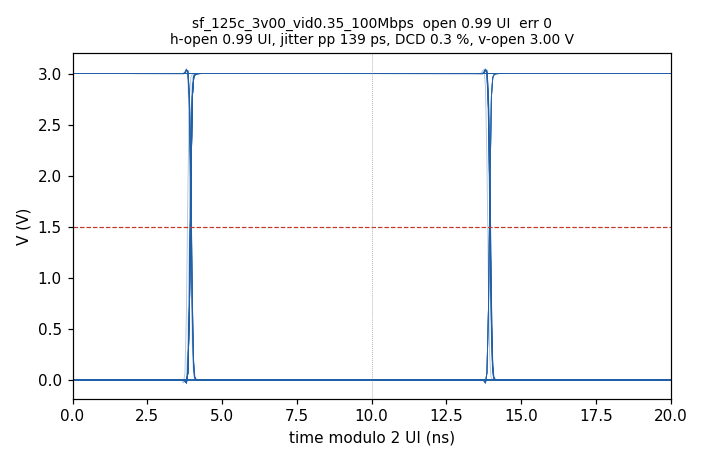 sf_125c_3v00_vid0.35_100Mbps  open 0.99 UI  err 0
h-open 0.99 UI, jitter pp 139 ps, DCD 0.3 %, v-open 3.00 V
V (V)
3.0
2.5
2.0
1.5
1.0
0.5
0.0
0.0 2.5 5.0 7.5 10.0 12.5 15.0 17.5 20.0
time modulo 2 UI (ns)